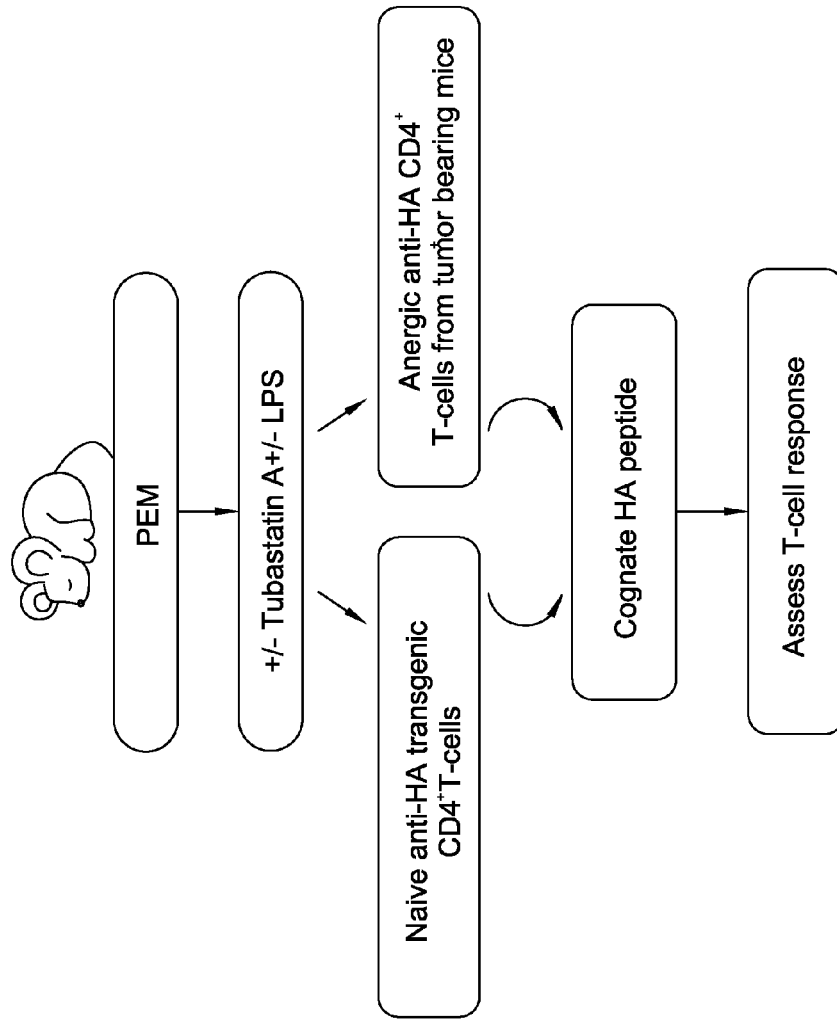 PEM
+/- Tubastatin A+/- LPS
Naive anti-HA transgenic
CD4⁺T-cells
Anergic anti-HA CD4⁺
T-cells from tumor bearing mice
Cognate HA peptide
Assess T-cell response